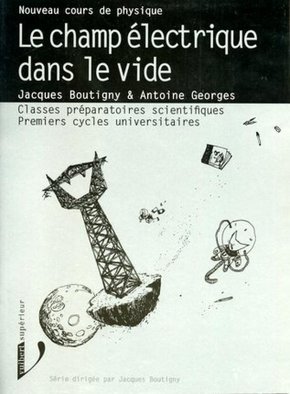 Nouveau cours de physique
Le champ électrique
dans le vide
Jacques Boutigny & Antoine Georges
Classes préparatoires scientifiques
Premiers cycles universitaires
vuibert supérieur
Série dirigée par Jacques Boutigny